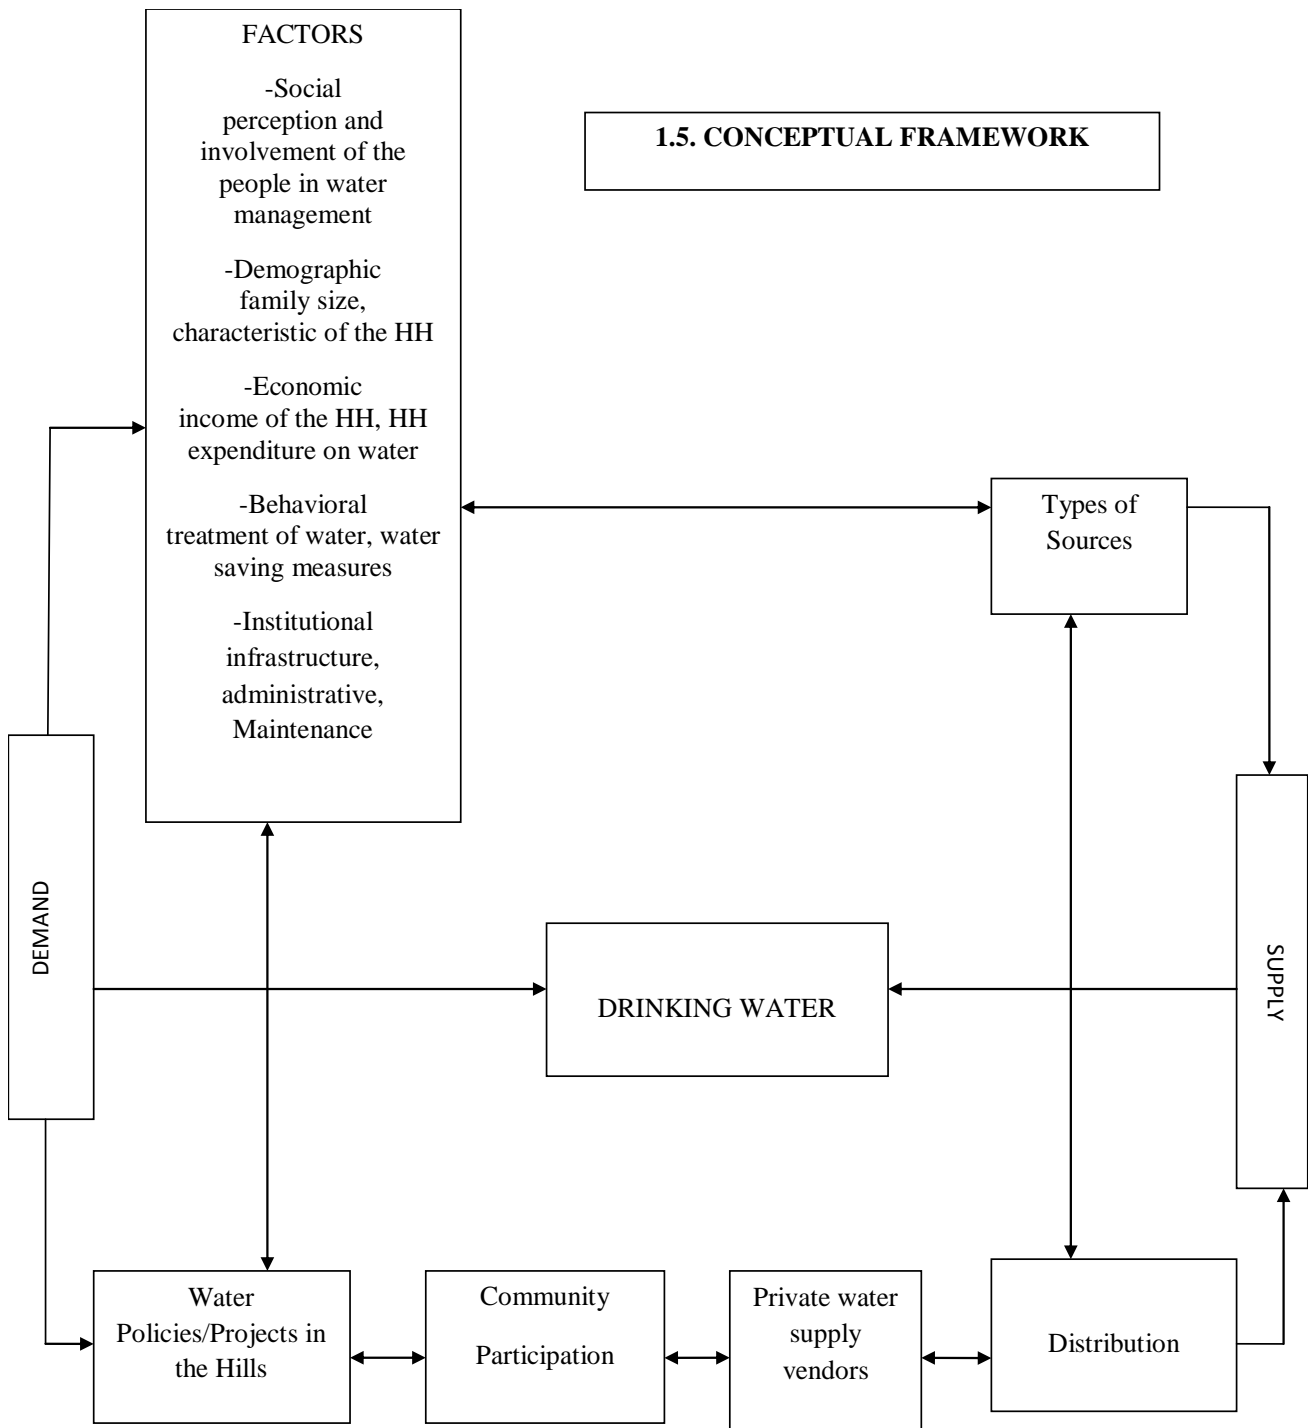 FACTORS
-Social
perception and
involvement of the
people in water
management
-Demographic
family size,
characteristic of the HH
-Economic
income of the HH, HH
expenditure on water
-Behavioral
treatment of water, water
saving measures
-Institutional
infrastructure,
administrative,
Maintenance
1.5. CONCEPTUAL FRAMEWORK
Types of
Sources
DEMAND
DRINKING WATER
SUPPLY
Water
Policies/Projects in
the Hills
Community
Participation
Private water
supply
vendors
Distribution